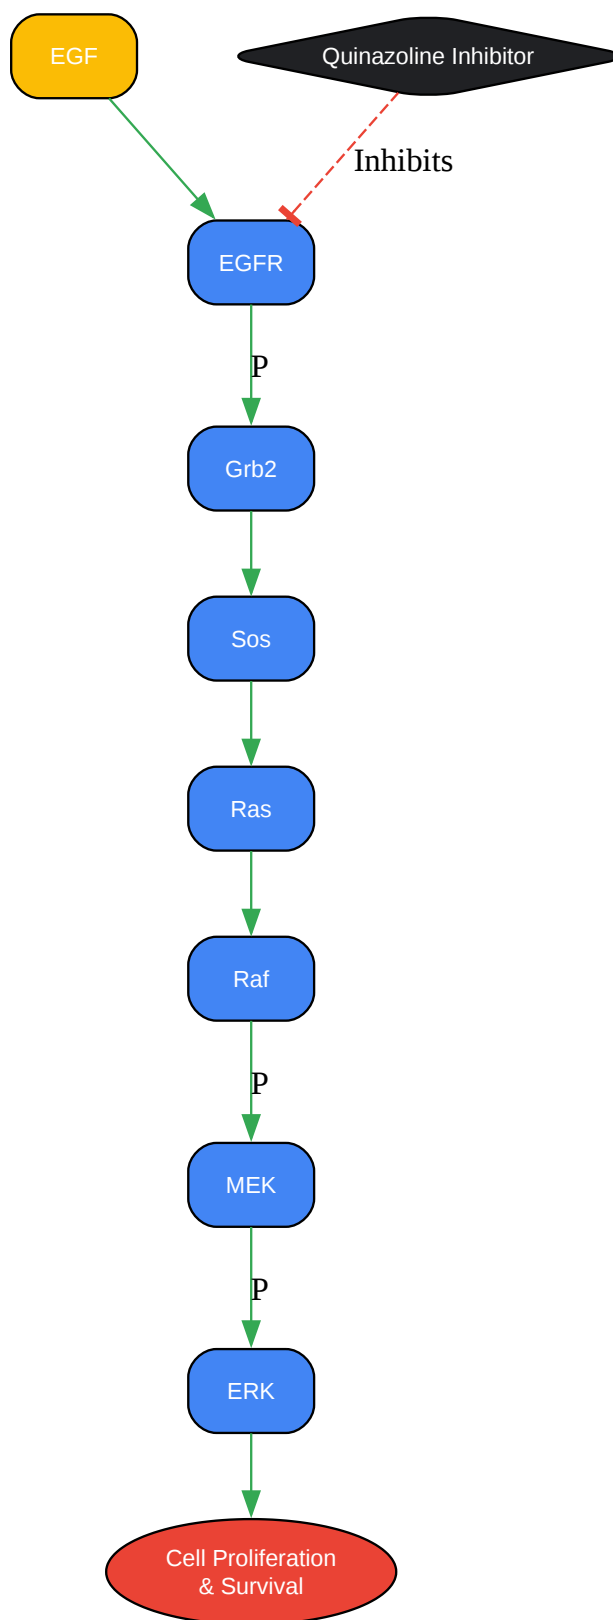 EGF
Quinazoline Inhibitor
Inhibits
EGFR
P
Grb2
Sos
Ras
Raf
P
MEK
P
ERK
Cell Proliferation
& Survival